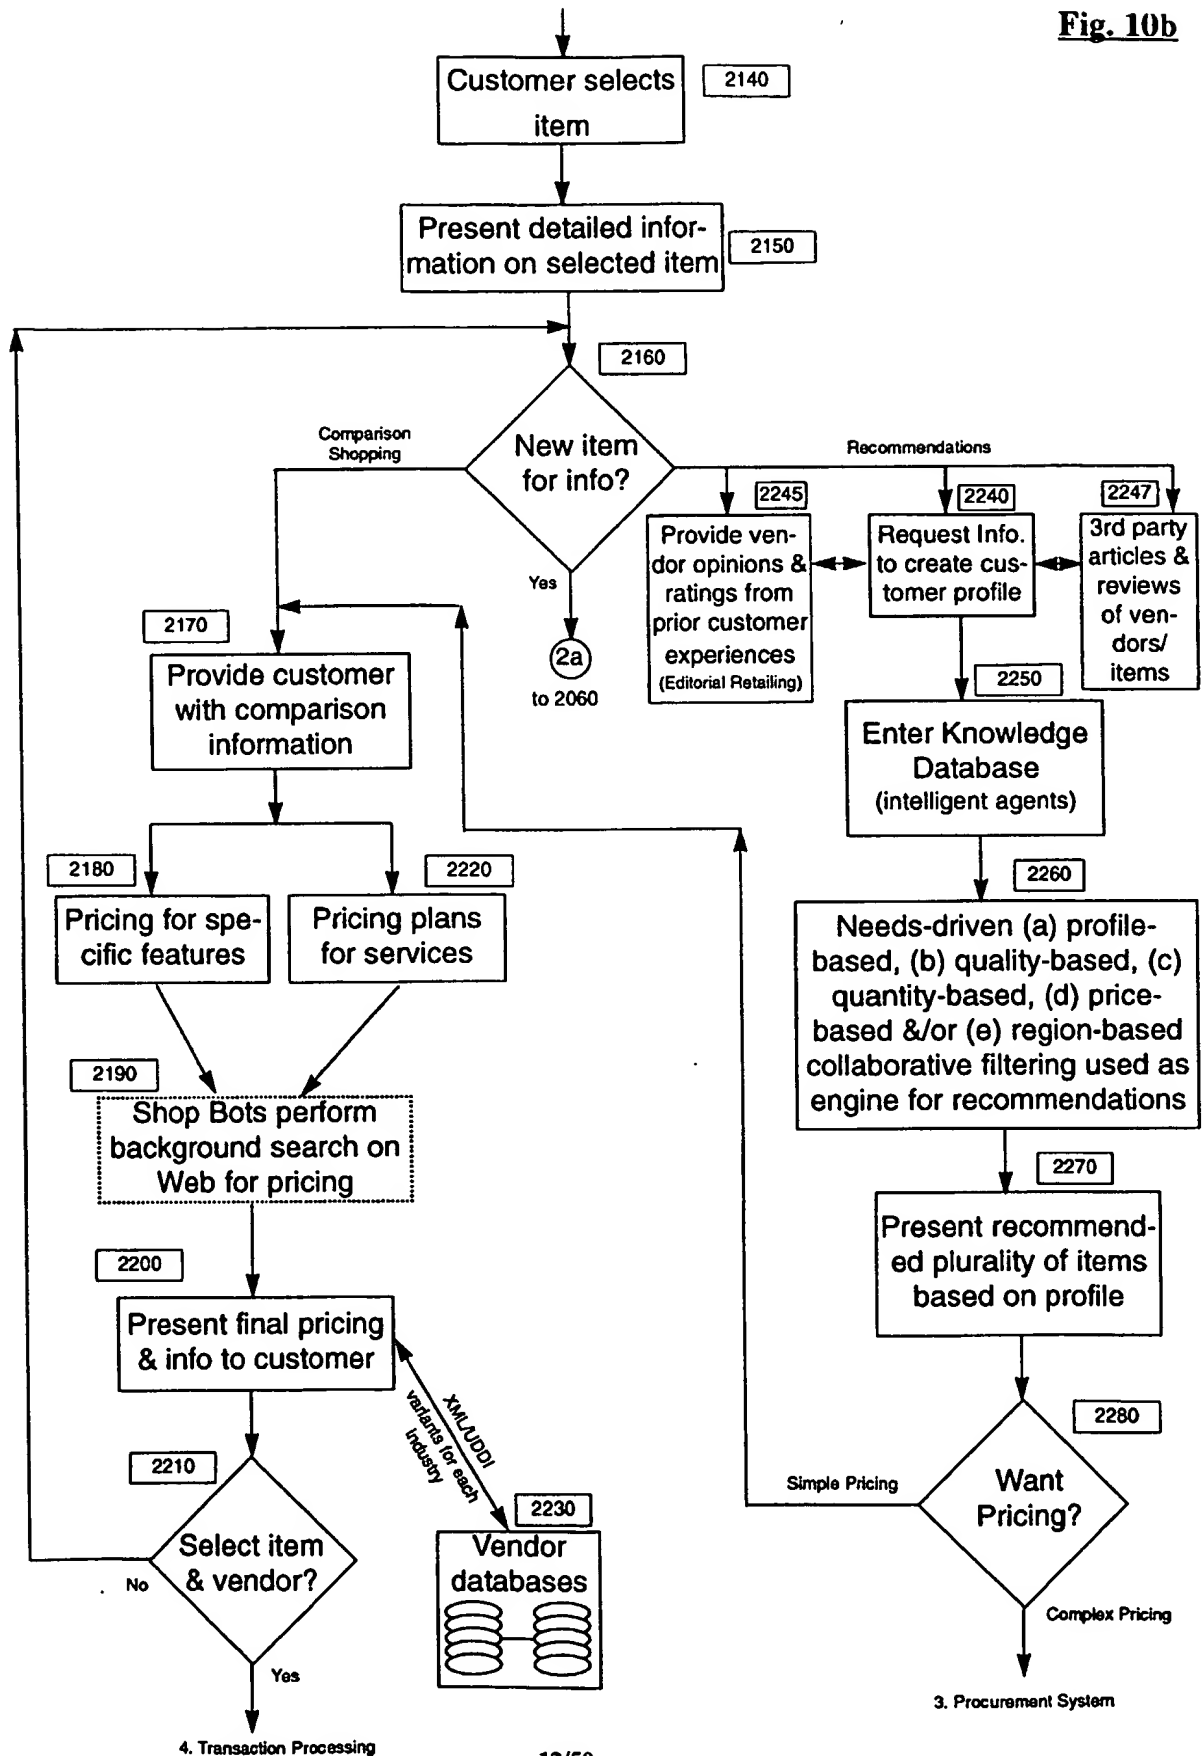 Fig. 10b
Customer selects
item
2140
Present detailed infor-
mation on selected item
2150
2160
New item
for info?
Comparison
Shopping
Recommendations
Yes
2a
to 2060
2245
Provide ven-
dor opinions &
ratings from
prior customer
experiences
(Editorial Retailing)
2240
Request Info.
to create cus-
tomer profile
2247
3rd party
articles &
reviews
of ven-
dors/
items
2170
Provide customer
with comparison
information
2250
Enter Knowledge
Database
(intelligent agents)
2180
Pricing for spe-
cific features
2220
Pricing plans
for services
2260
Needs-driven (a) profile-
based, (b) quality-based, (c)
quantity-based, (d) price-
based &/or (e) region-based
collaborative filtering used as
engine for recommendations
2190
Shop Bots perform
background search on
Web for pricing
2270
Present recommend-
ed plurality of items
based on profile
2200
Present final pricing
& info to customer
XML/UDDI
variants for each
industry
2280
Want
Pricing?
Simple Pricing
Complex Pricing
3. Procurement System
2210
Select item
& vendor?
No
Yes
2230
Vendor
databases
4. Transaction Processing